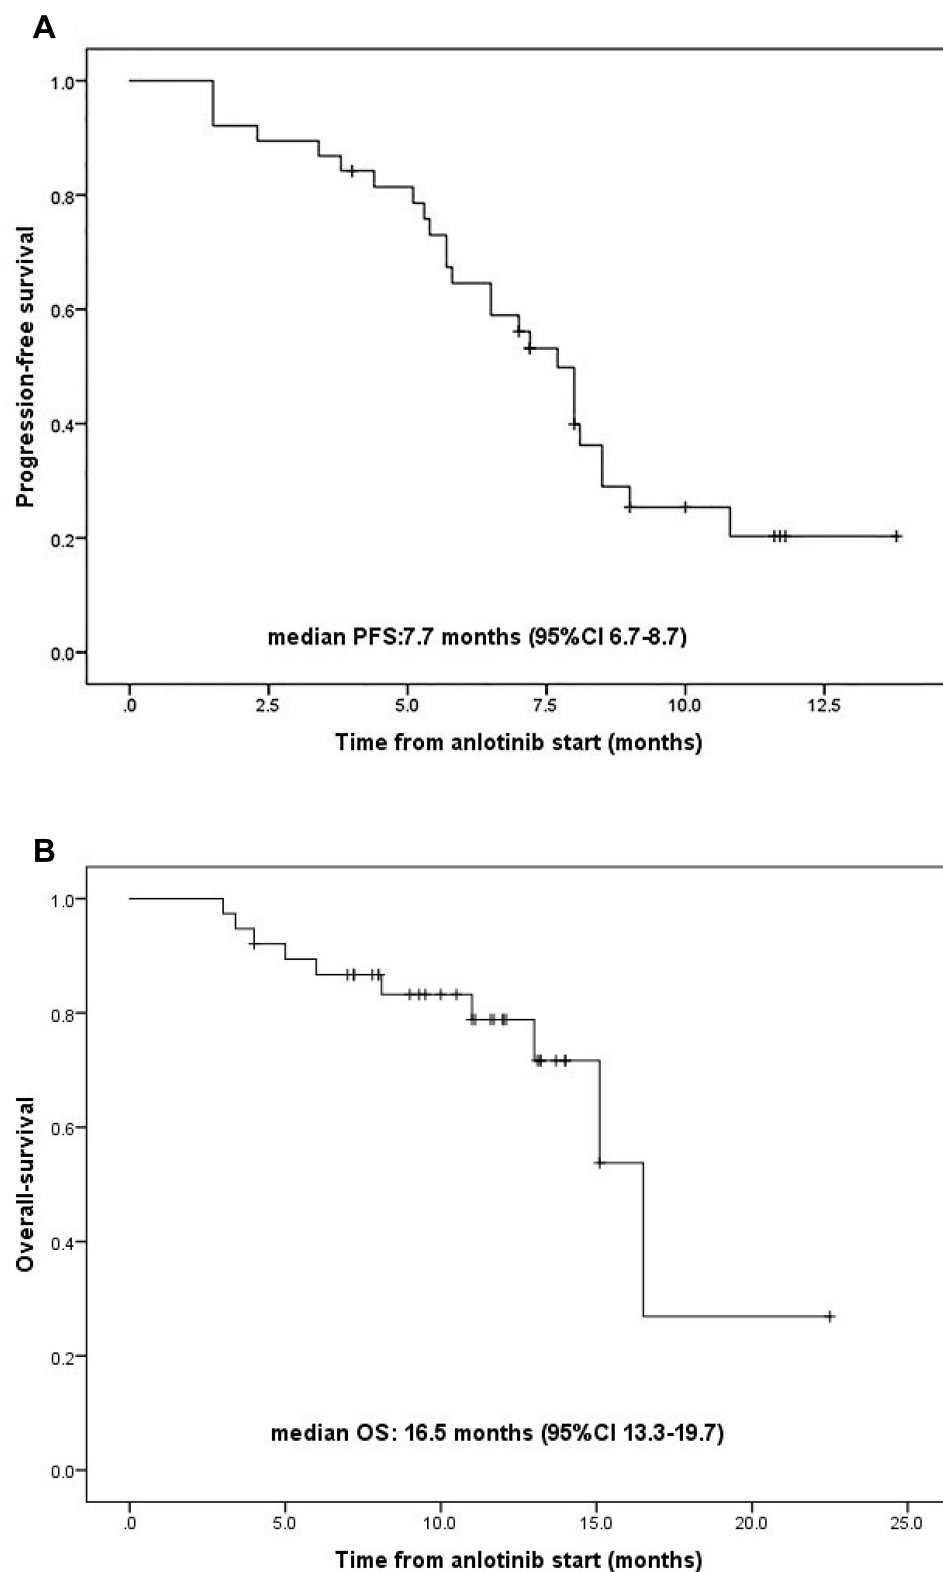 A
1.0
0.8
0.6
0.4
0.2
0.0
Progression-free survival
median PFS:7.7 months (95%CI 6.7-8.7)
.0 2.5 5.0 7.5 10.0 12.5
Time from anlotinib start (months)
B
1.0
0.8
0.6
0.4
0.2
0.0
Overall-survival
median OS: 16.5 months (95%CI 13.3-19.7)
.0 5.0 10.0 15.0 20.0 25.0
Time from anlotinib start (months)